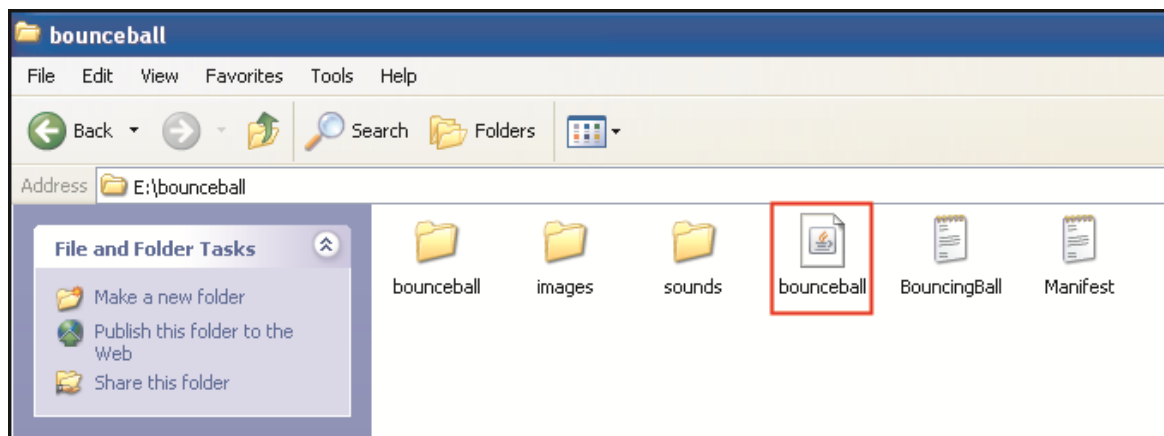 bounceball
File Edit View Favorites Tools Help
Back Search Folders
Address E:\bounceball
File and Folder Tasks
Make a new folder
Publish this folder to the
Web
Share this folder
bounceball images sounds bounceball BouncingBall Manifest